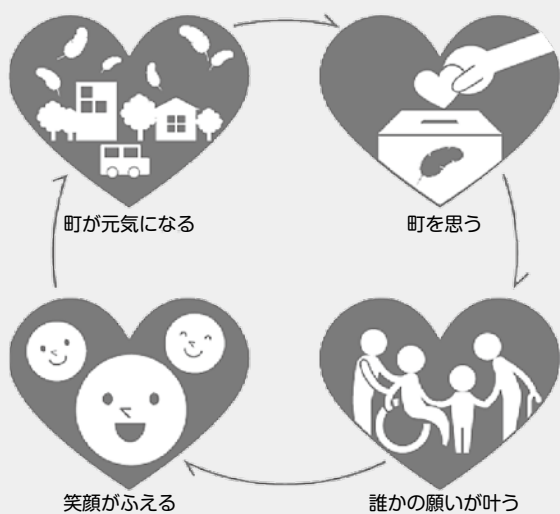 町が元気になる
町を思う
笑顔がふえる
誰かの願いが叶う